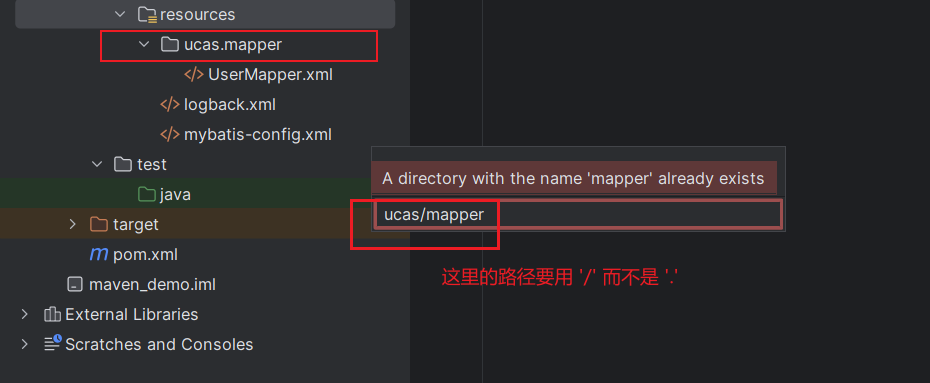 resources
ucas.mapper
UserMapper.xml
logback.xml
mybatis-config.xml
test
java
target
pom.xml
maven_demo.iml
External Libraries
Scratches and Consoles
A directory with the name 'mapper' already exists
ucas/mapper
这里的路径要用 '/' 而不是 '.'